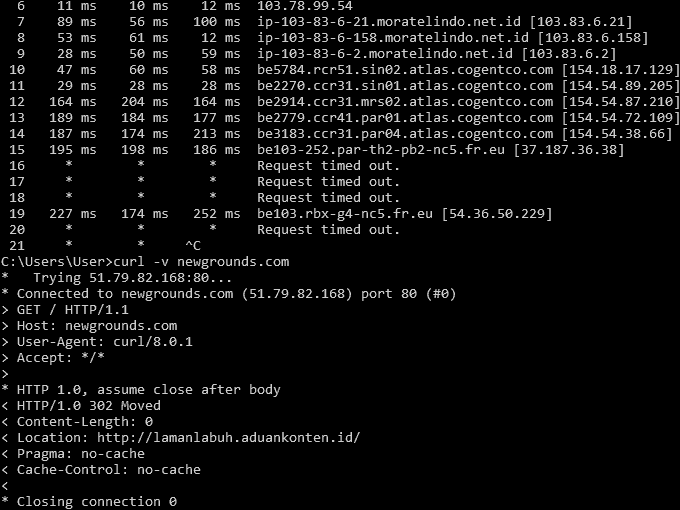 6 11 ms 10 ms 12 ms 103.78.99.54
7 89 ms 56 ms 100 ms ip-103-83-6-21.moratelindo.net.id [103.83.6.21]
8 53 ms 61 ms 12 ms ip-103-83-6-158.moratelindo.net.id [103.83.6.158]
9 28 ms 50 ms 59 ms ip-103-83-6-2.moratelindo.net.id [103.83.6.2]
10 47 ms 60 ms 58 ms be5784.rcr51.sin02.atlas.cogentco.com [154.18.17.129]
11 29 ms 28 ms 28 ms be2270.ccr31.sin01.atlas.cogentco.com [154.54.89.205]
12 164 ms 204 ms 164 ms be2914.ccr31.mrs02.atlas.cogentco.com [154.54.87.210]
13 189 ms 184 ms 177 ms be2779.ccr41.par01.atlas.cogentco.com [154.54.72.109]
14 187 ms 174 ms 213 ms be3183.ccr31.par04.atlas.cogentco.com [154.54.38.66]
15 195 ms 198 ms 186 ms be103-252.par-th2-pb2-nc5.fr.eu [37.187.36.38]
16 * * * Request timed out.
17 * * * Request timed out.
18 * * * Request timed out.
19 227 ms 174 ms 252 ms be103.rbx-g4-nc5.fr.eu [54.36.50.229]
20 * * * Request timed out.
21 * * ^C
C:\Users\User>curl -v newgrounds.com
* Trying 51.79.82.168:80...
* Connected to newgrounds.com (51.79.82.168) port 80 (#0)
> GET / HTTP/1.1
> Host: newgrounds.com
> User-Agent: curl/8.0.1
> Accept: */*
>
* HTTP 1.0, assume close after body
< HTTP/1.0 302 Moved
< Content-Length: 0
< Location: http://lamanlabuh.aduankonten.id/
< Pragma: no-cache
< Cache-Control: no-cache
<
* Closing connection 0